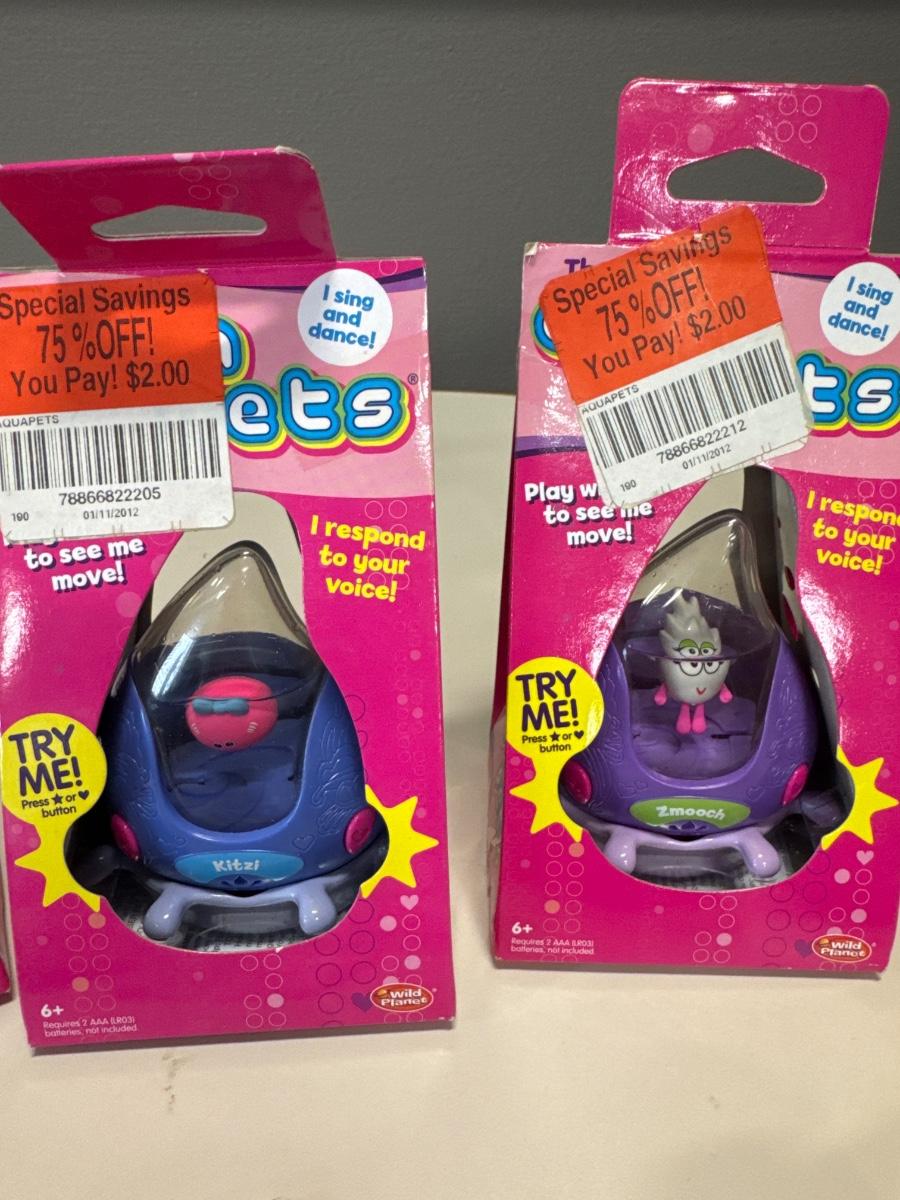 Special Savings
75%OFF!
You Pay! $2.00
AQUAPETS
78866822205
190 01/11/2012
I sing
and
dance!
ets®
to see me
move!
I respond
to your
voice!
TRY
ME!
Press ★ or ♥
button
Kitzi
6+
Requires 2 AAA (LR03)
batteries, not included
Wild
Planet®
Special Savings
75%OFF!
You Pay! $2.00
AQUAPETS
78866822212
190 01/11/2012
I sing
and
dance!
ts
Play w
to see me
move!
I respond
to your
voice!
TRY
ME!
Press ★ or ♥
button
Zmooch
6+
Requires 2 AAA (LR03)
batteries, not included
Wild
Planet®